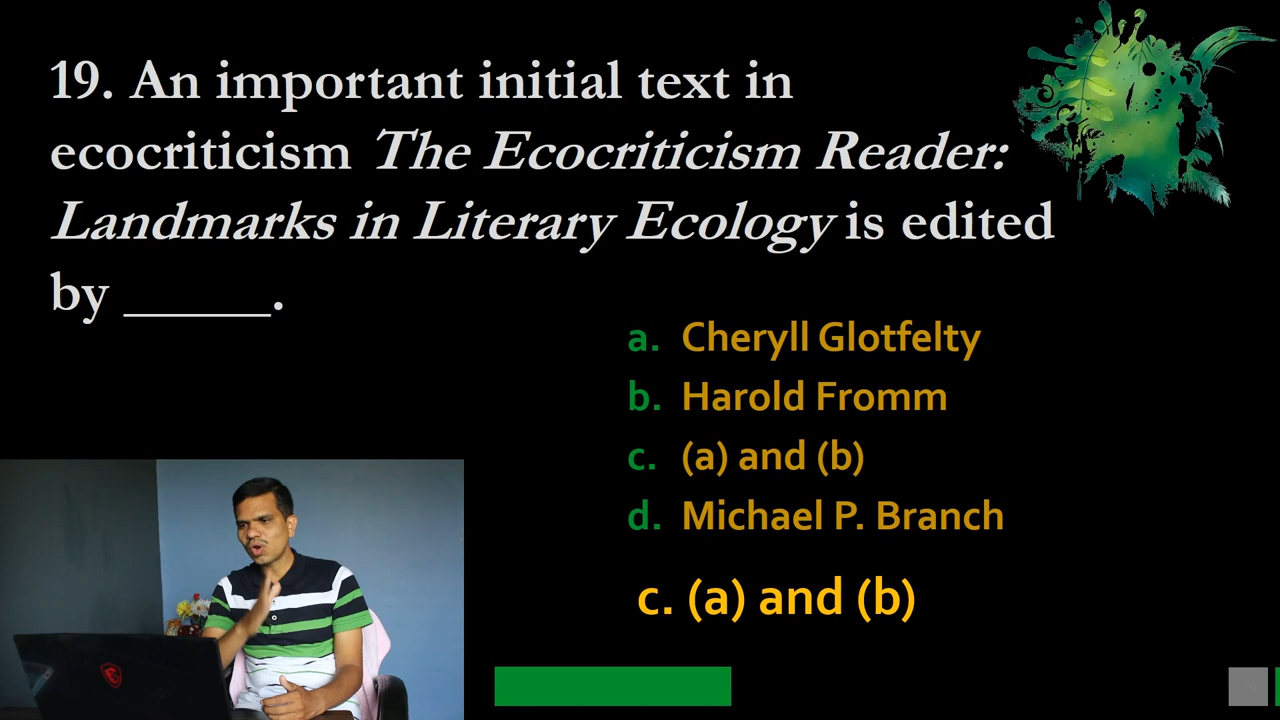 19. An important initial text in
ecocriticism The Ecocriticism Reader:
Landmarks in Literary Ecology is edited
by ______.
a. Cheryll Glotfelty
b. Harold Fromm
c. (a) and (b)
d. Michael P. Branch
c. (a) and (b)